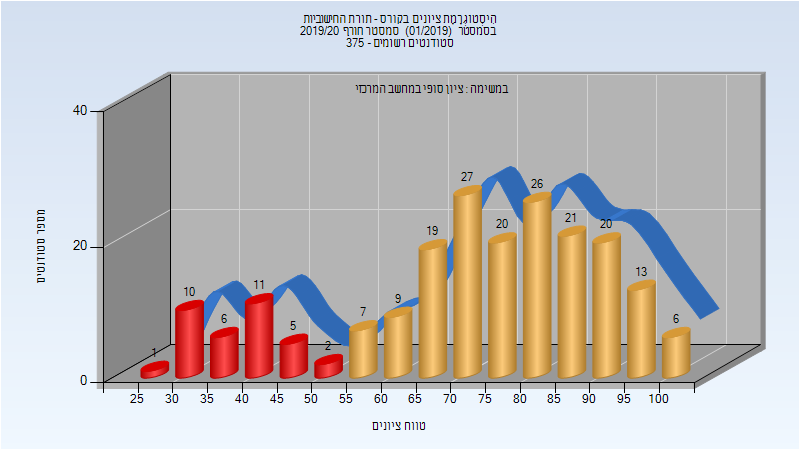 היסטוגרמת ציונים בקורס - תורת החישוביות
בסמסטר (01/2019) סמסטר חורף 2019/20
סטודנטים רשומים - 375
במשימה : ציון סופי במחשב המרכזי
מספר סטודנטים
40
20
0
1
10
6
11
5
2
7
9
19
27
20
26
21
20
13
6
25 30 35 40 45 50 55 60 65 70 75 80 85 90 95 100
טווח ציונים